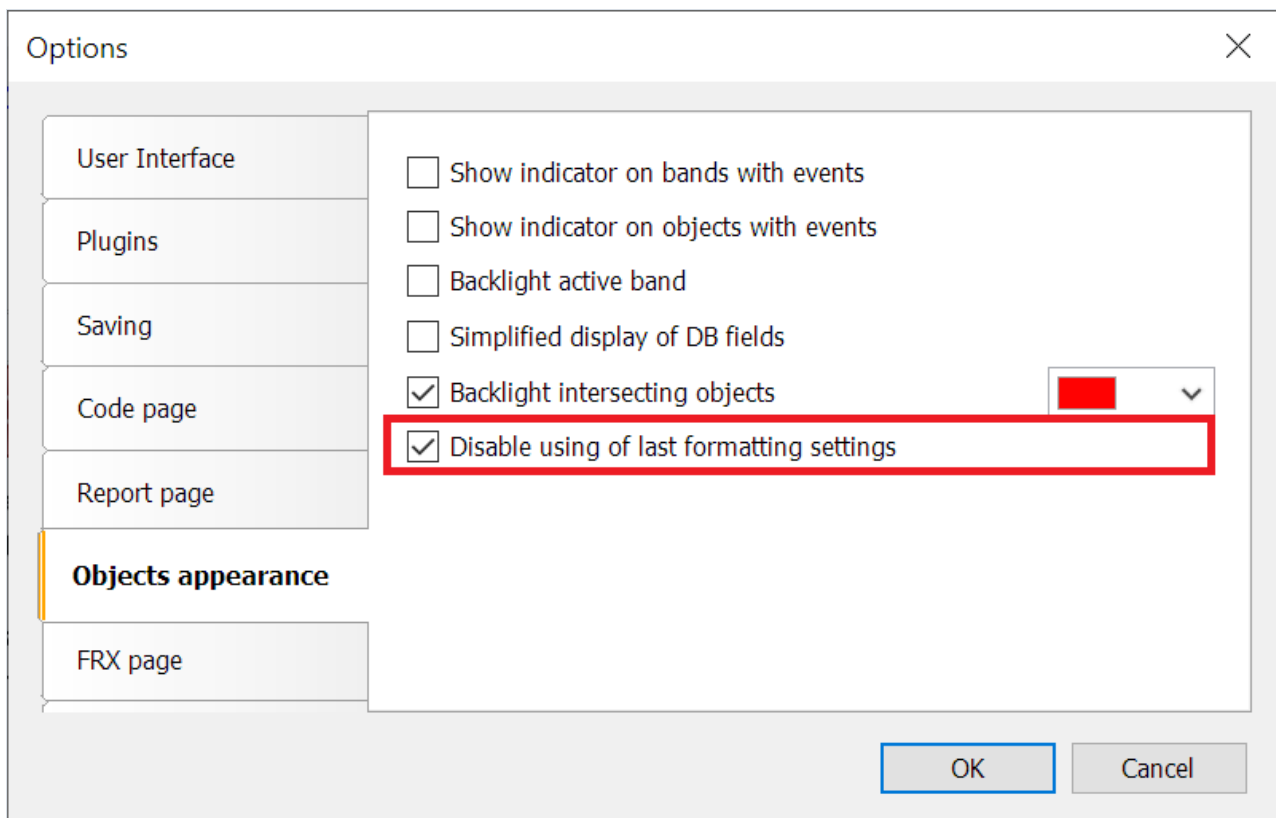 Options
User Interface
Plugins
Saving
Code page
Report page
Objects appearance
FRX page
Show indicator on bands with events
Show indicator on objects with events
Backlight active band
Simplified display of DB fields
Backlight intersecting objects
Disable using of last formatting settings
OK
Cancel